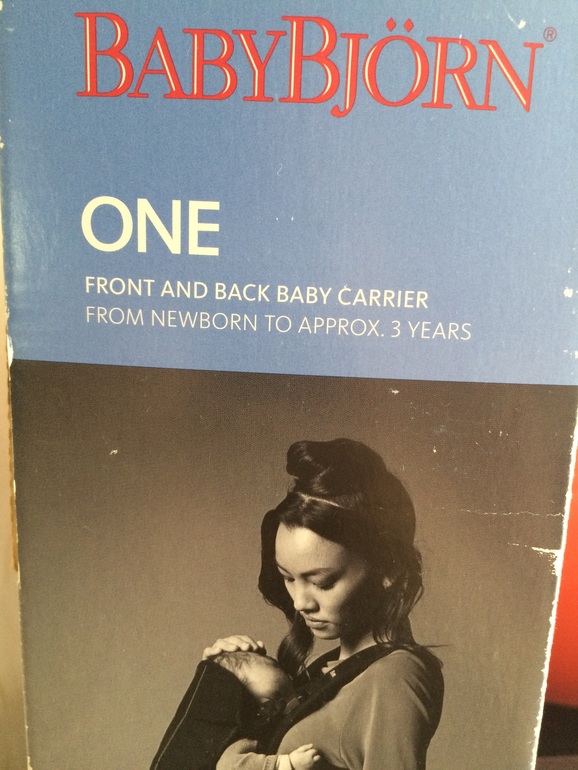 BABYBJÖRN®
ONE
FRONT AND BACK BABY CARRIER
FROM NEWBORN TO APPROX. 3 YEARS